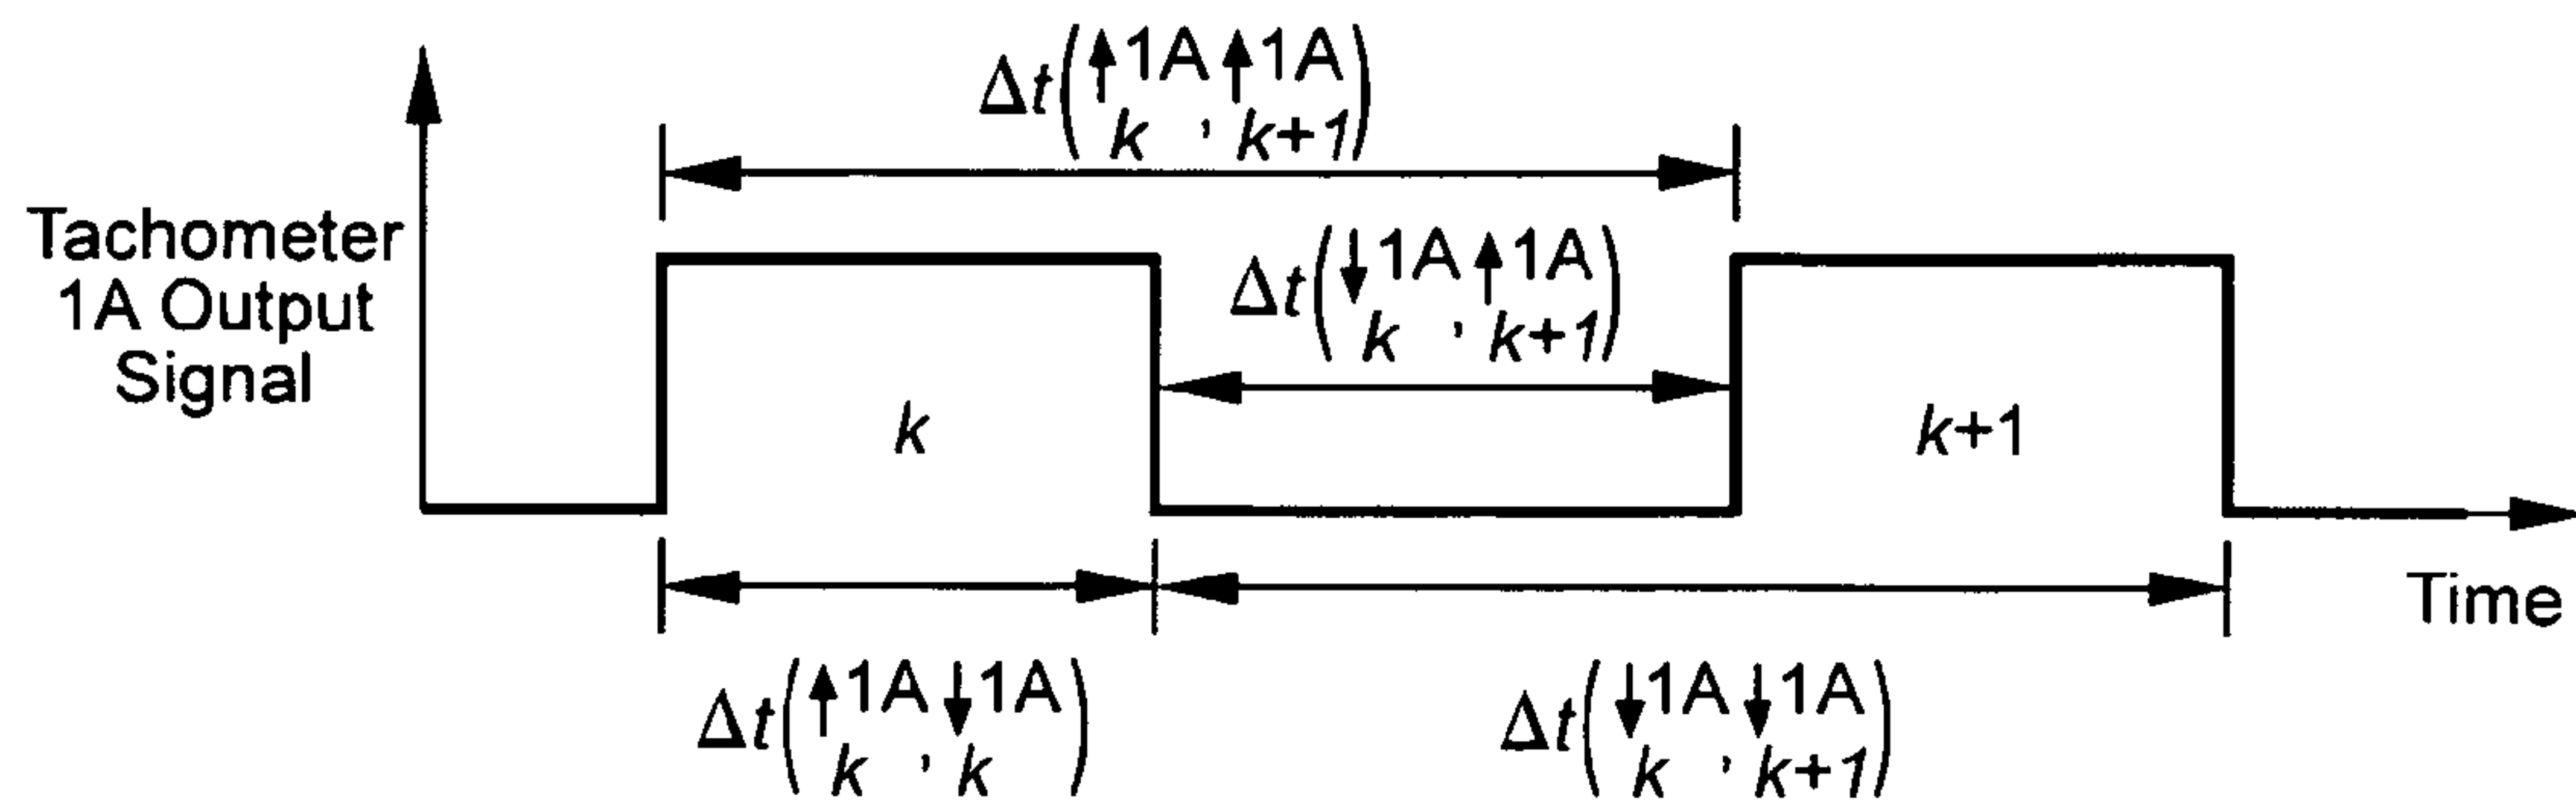 Δt(↑1A k, ↑1A k+1)
Tachometer
1A Output
Signal
Δt(↓1A k, ↑1A k+1)
k
k+1
Time
Δt(↑1A k, ↓1A k)
Δt(↓1A k, ↓1A k+1)